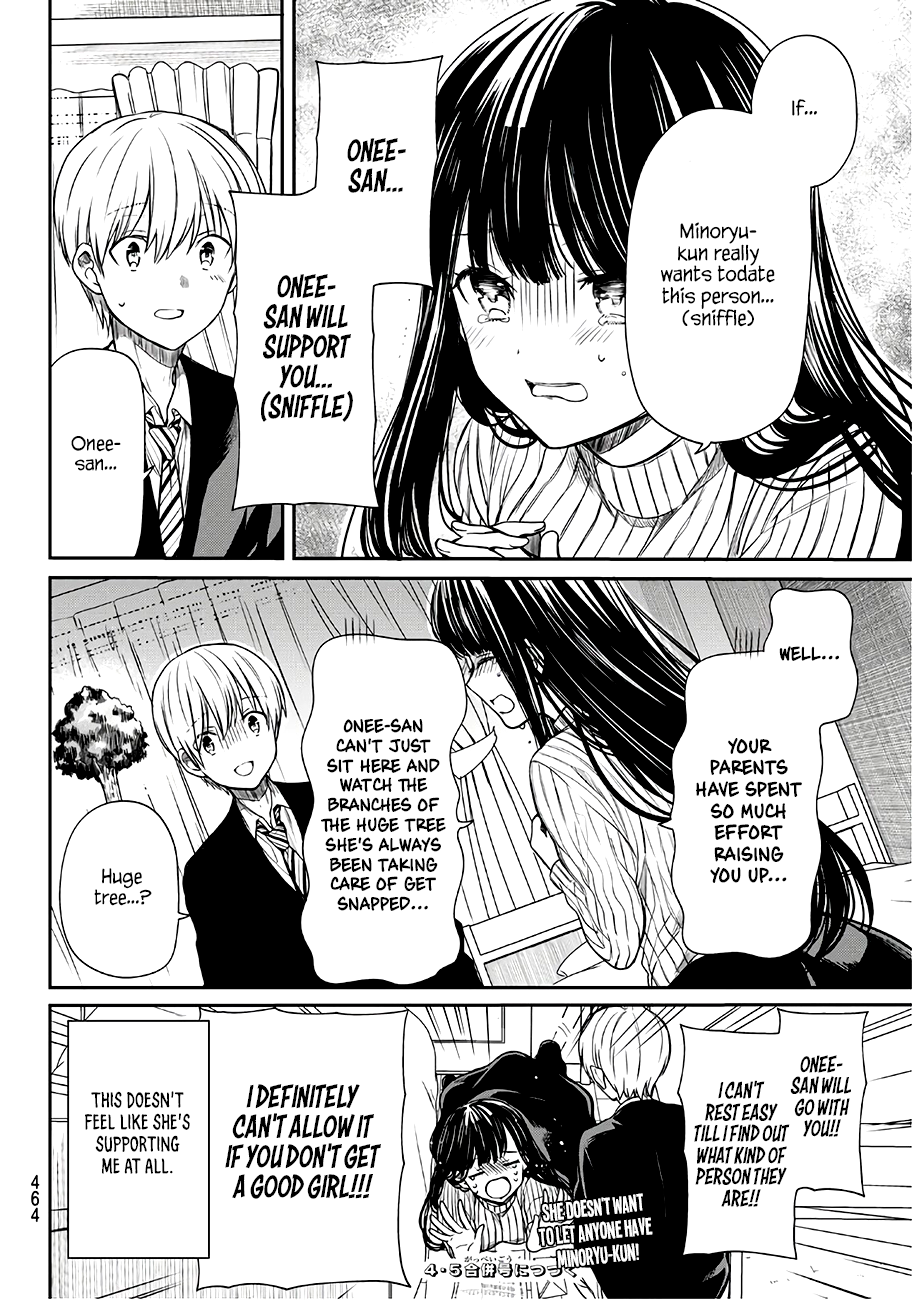 If...
Minoryu-
kun really
wants todate
this person...
(sniffle)
ONEE-
SAN...
ONEE-
SAN WILL
SUPPORT
YOU...
(SNIFFLE)
Onee-
san...
WELL...
YOUR
PARENTS
HAVE SPENT
SO MUCH
EFFORT
RAISING
YOU UP...
ONEE-SAN
CAN'T JUST
SIT HERE AND
WATCH THE
BRANCHES OF
THE HUGE TREE
SHE'S ALWAYS
BEEN TAKING
CARE OF GET
SNAPPED...
Huge
tree...?
ONEE-
SAN WILL
GO WITH
YOU!!
I CAN'T
REST EASY
TILL I FIND OUT
WHAT KIND OF
PERSON THEY
ARE!!
I DEFINITELY
CAN'T ALLOW IT
IF YOU DON'T GET
A GOOD GIRL!!!
THIS DOESN'T
FEEL LIKE SHE'S
SUPPORTING
ME AT ALL.
SHE DOESN'T WANT
TO LET ANYONE HAVE
MINORYU-KUN!
4・5合併号につづく
464